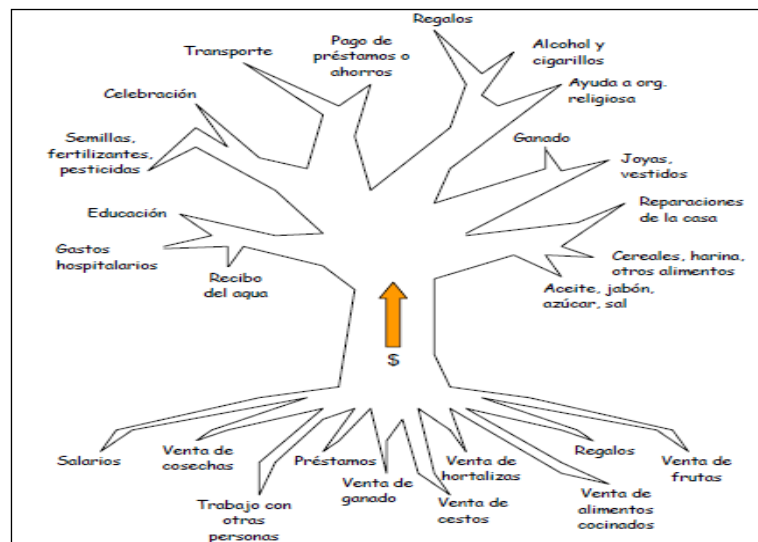 Regalos
Transporte
Pago de
préstamos o
ahorros
Alcohol y
cigarillos
Celebración
Ayuda a org.
religiosa
Semillas,
fertilizantes,
pesticidas
Ganado
Joyas,
vestidos
Educación
Reparaciones
de la casa
Gastos
hospitalarios
Recibo
del agua
Cereales, harina,
otros alimentos
Aceite, jabón,
azúcar, sal
$
Salarios
Venta de
cosechas
Trabajo con
otras
personas
Préstamos
Venta de
ganado
Venta de
cestos
Venta de
hortalizas
Venta de
alimentos
cocinados
Regalos
Venta de
frutas